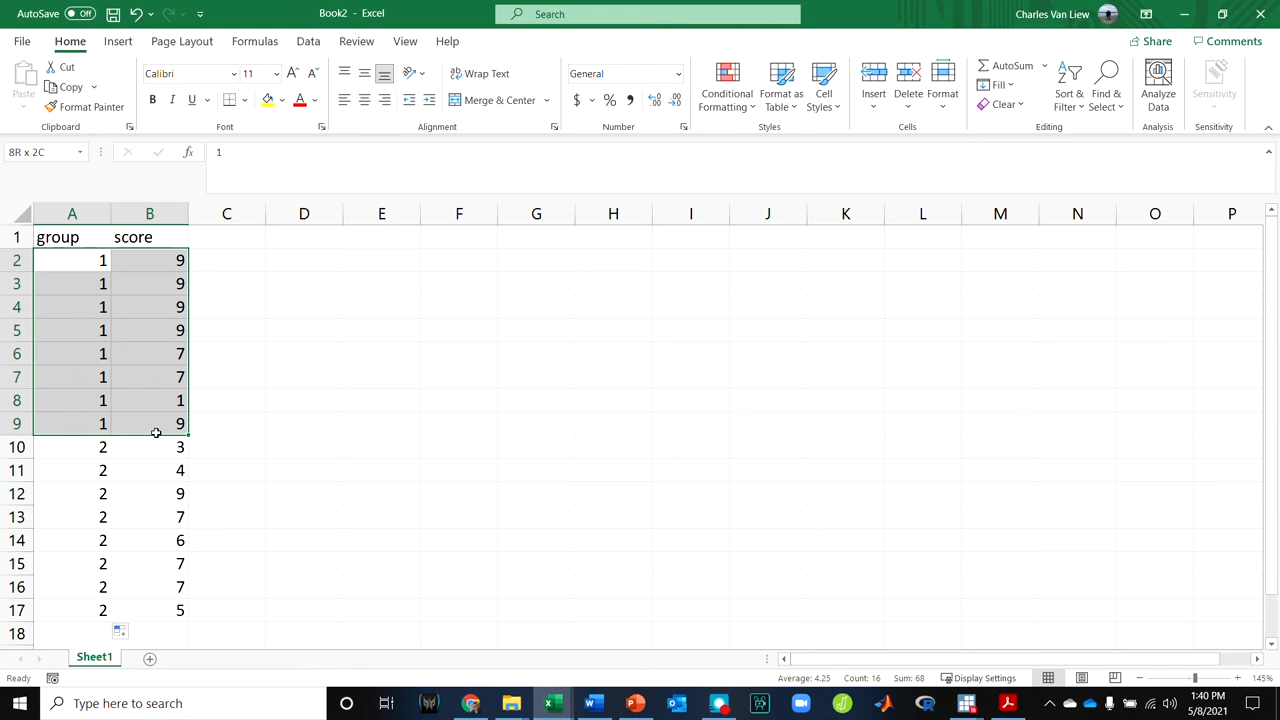 AutoSave Off Book2 - Excel Search Charles Van Liew
File Home Insert Page Layout Formulas Data Review View Help Share Comments
Paste Cut Copy Format Painter Clipboard
Calibri 11 B I U A Font
Wrap Text Merge & Center Alignment
General $ % , Number
Conditional Formatting Format as Table Cell Styles Styles
Insert Delete Format Cells
AutoSum Fill Clear Sort & Filter Find & Select Editing
Analyze Data Analysis
Sensitivity Sensitivity
8R x 2C fx 1
A B C D E F G H I J K L M N O P
1 group score
2 1 9
3 1 9
4 1 9
5 1 9
6 1 7
7 1 7
8 1 1
9 1 9
10 2 3
11 2 4
12 2 9
13 2 7
14 2 6
15 2 7
16 2 7
17 2 5
18
Sheet1
Ready Average: 4.25 Count: 16 Sum: 68 Display Settings 145%
Type here to search 1:40 PM
5/8/2021